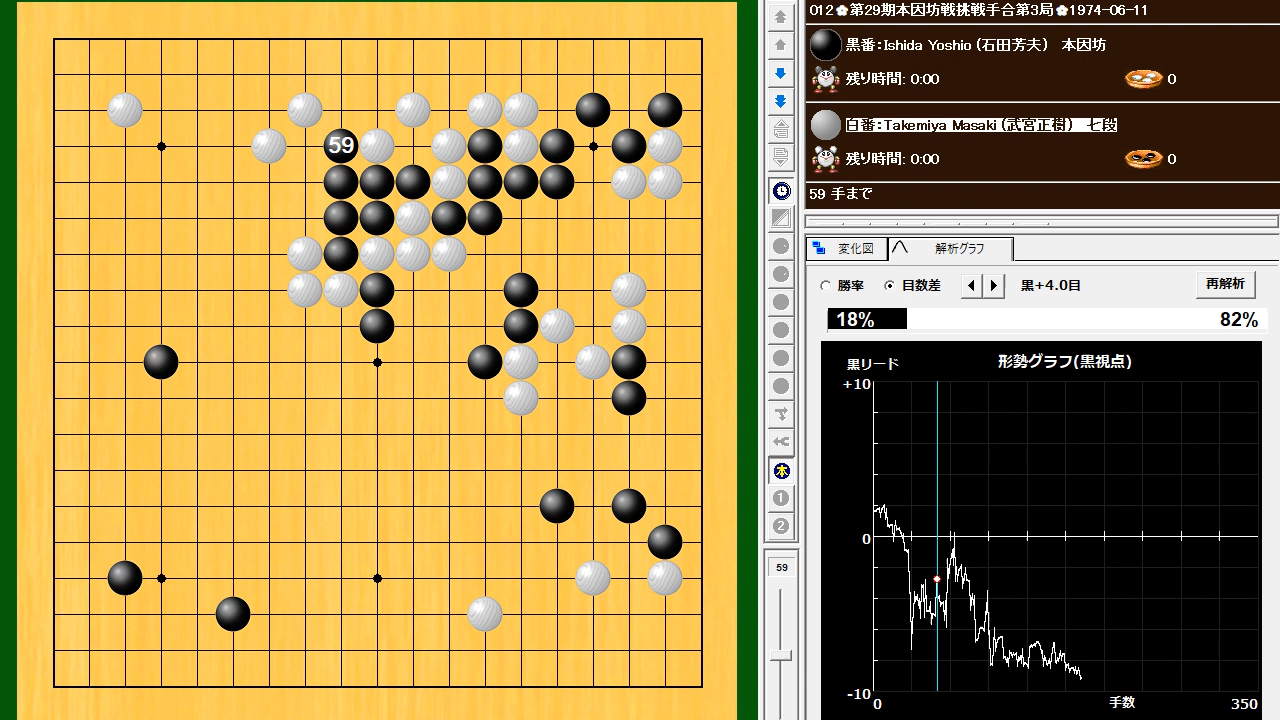 012✿第29期本因坊戦挑戦手合第3局✿1974-06-11
黒番:Ishida Yoshio (石田芳夫) 本因坊
残り時間: 0:00
0
白番:Takemiya Masaki (武宮正樹) 七段
残り時間: 0:00
0
59 手まで
変化図
解析グラフ
勝率
目数差
黒+4.0目
再解析
18%
82%
黒リード
形勢グラフ(黒視点)
+10
0
-10
0
手数
350
59
本
1
2
59